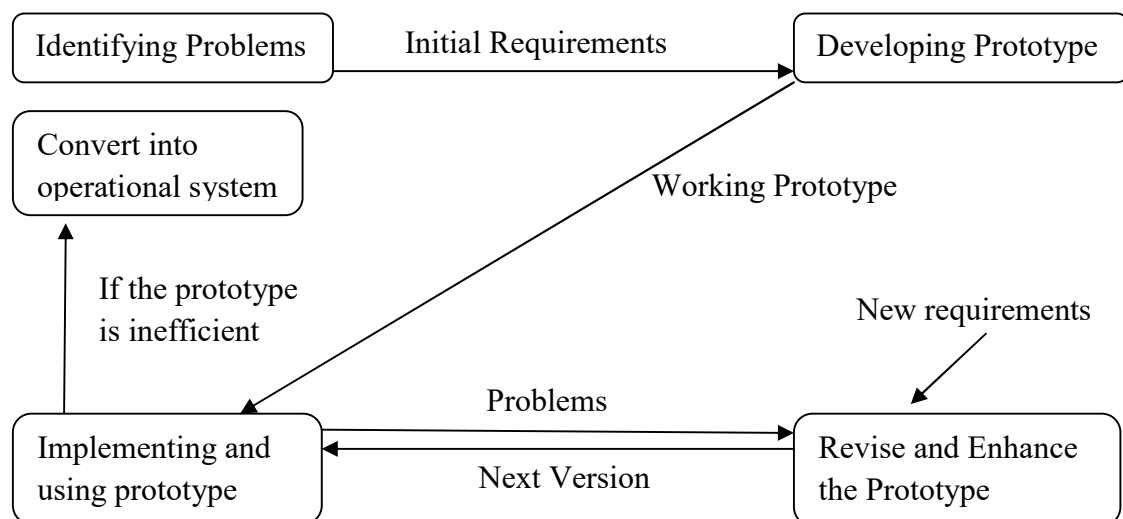 Identifying Problems
Initial Requirements
Developing Prototype
Convert into
operational system
Working Prototype
If the prototype
is inefficient
New requirements
Problems
Implementing and
using prototype
Next Version
Revise and Enhance
the Prototype